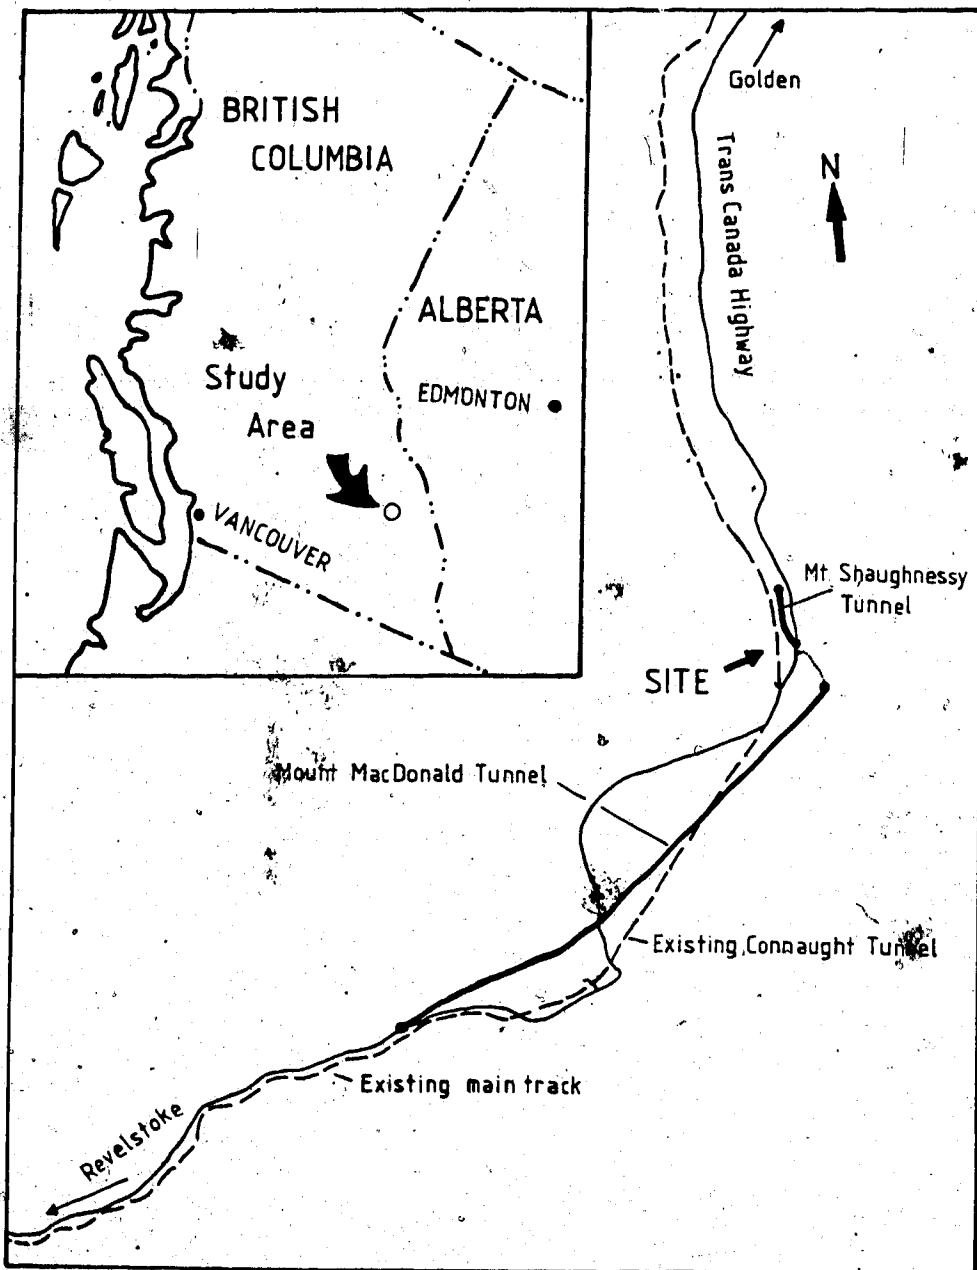 BRITISH
COLUMBIA
ALBERTA
EDMONTON
Study
Area
VANCOUVER
Golden
Trans Canada Highway
N
Mt. Shaughnessy
Tunnel
SITE
Mount MacDonald Tunnel
Existing Connaught Tunnel
Existing main track
Revelstoke